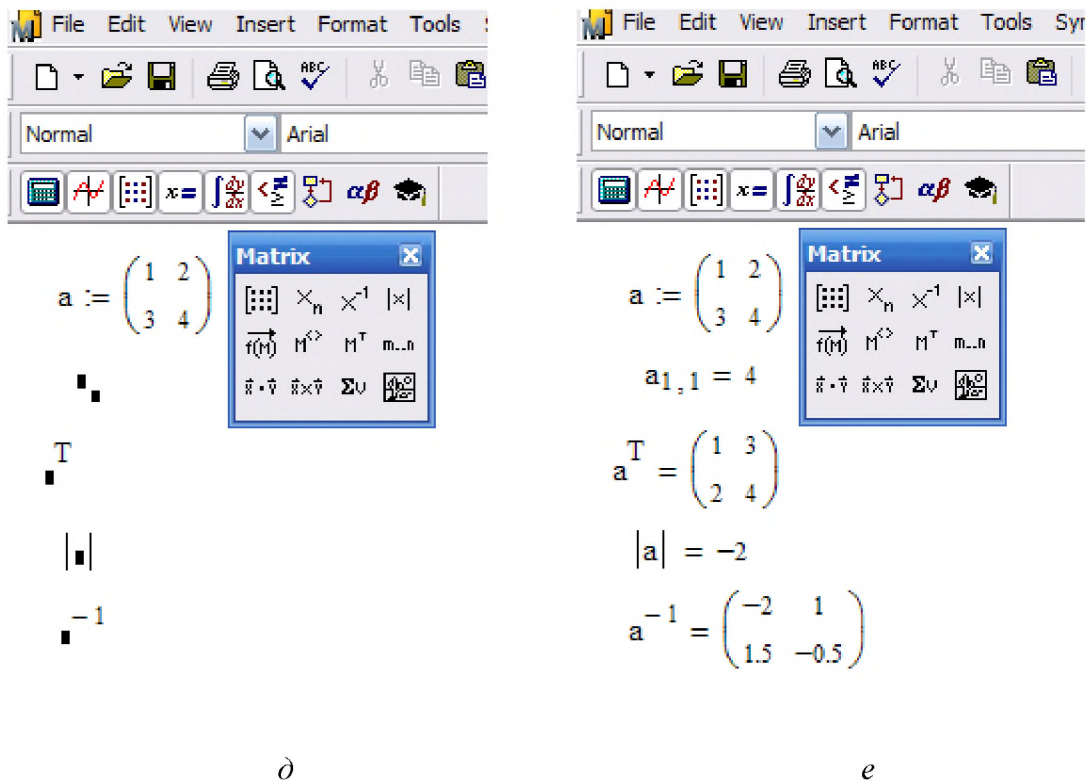 File Edit View Insert Format Tools
Normal Arial
Matrix
a := ( 1 2
3 4 )
T
| |
-1
д
File Edit View Insert Format Tools Syr
Normal Arial
Matrix
a := ( 1 2
3 4 )
a1,1 = 4
a^T = ( 1 3
2 4 )
|a| = −2
a^−1 = ( −2 1
1.5 −0.5 )
е